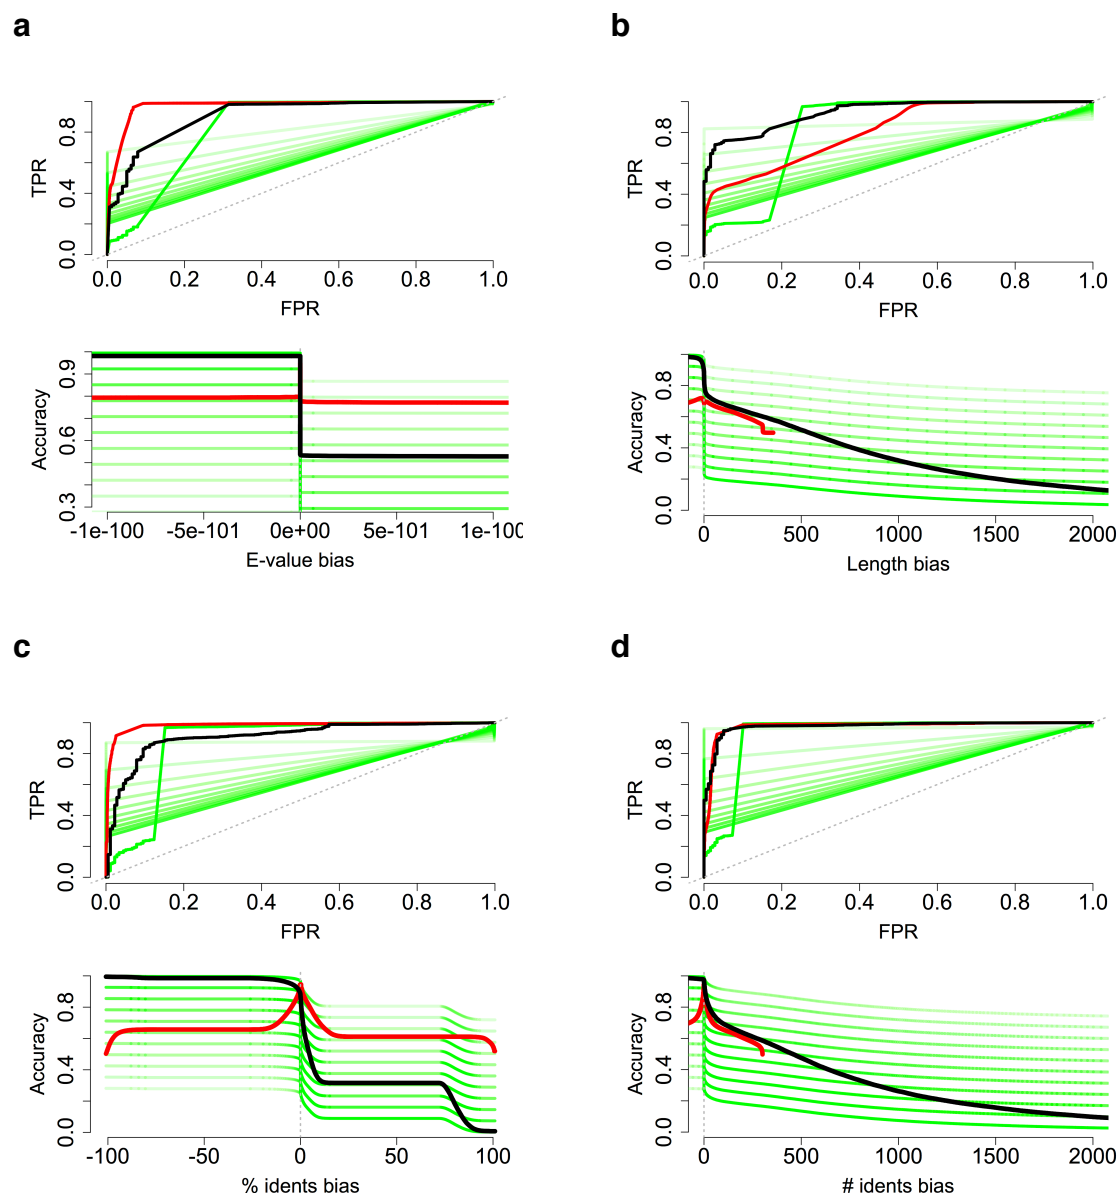 a
b
TPR
0.0 0.4 0.8
0.0 0.2 0.4 0.6 0.8 1.0
FPR
TPR
0.0 0.4 0.8
0.0 0.2 0.4 0.6 0.8 1.0
FPR
Accuracy
0.3 0.6 0.9
-1e-100 -5e-101 0e+00 5e-101 1e-100
E-value bias
Accuracy
0.0 0.4 0.8
0 500 1000 1500 2000
Length bias
c
d
TPR
0.0 0.4 0.8
0.0 0.2 0.4 0.6 0.8 1.0
FPR
TPR
0.0 0.4 0.8
0.0 0.2 0.4 0.6 0.8 1.0
FPR
Accuracy
0.0 0.4 0.8
-100 -50 0 50 100
% idents bias
Accuracy
0.0 0.4 0.8
0 500 1000 1500 2000
# idents bias